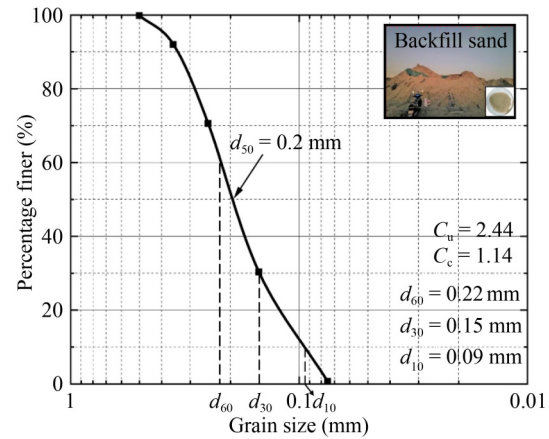 100
80
60
40
20
0
Percentage finer (%)
Backfill sand
d50 = 0.2 mm
Cu = 2.44
Cc = 1.14
d60 = 0.22 mm
d30 = 0.15 mm
d10 = 0.09 mm
1 d60 d30 0.1 d10 0.01
Grain size (mm)